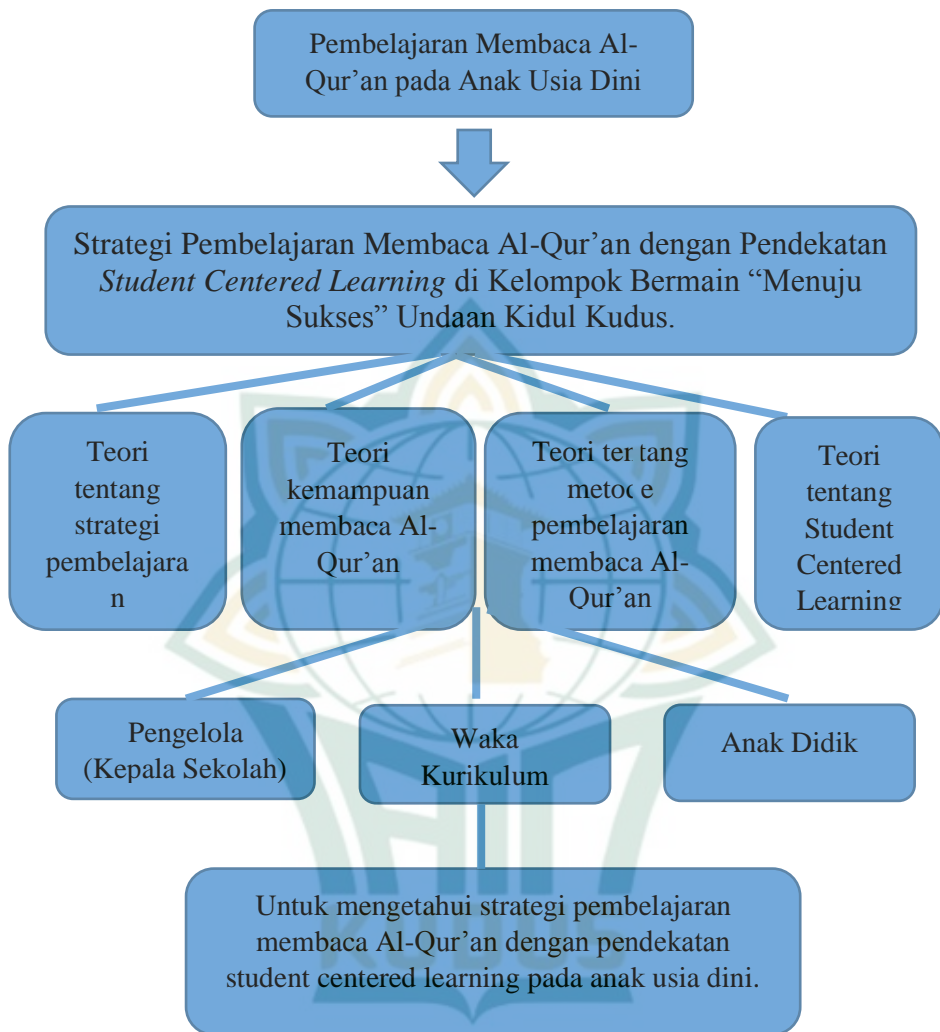 Pembelajaran Membaca Al-
Qur’an pada Anak Usia Dini
Strategi Pembelajaran Membaca Al-Qur’an dengan Pendekatan
Student Centered Learning di Kelompok Bermain “Menuju
Sukses” Undaan Kidul Kudus.
Teori
tentang
strategi
pembelajara
n
Teori
kemampuan
membaca Al-
Qur’an
Teori tentang
metode
pembelajaran
membaca Al-
Qur’an
Teori
tentang
Student
Centered
Learning
Pengelola
(Kepala Sekolah)
Waka
Kurikulum
Anak Didik
Untuk mengetahui strategi pembelajaran
membaca Al-Qur’an dengan pendekatan
student centered learning pada anak usia dini.
KUDUS